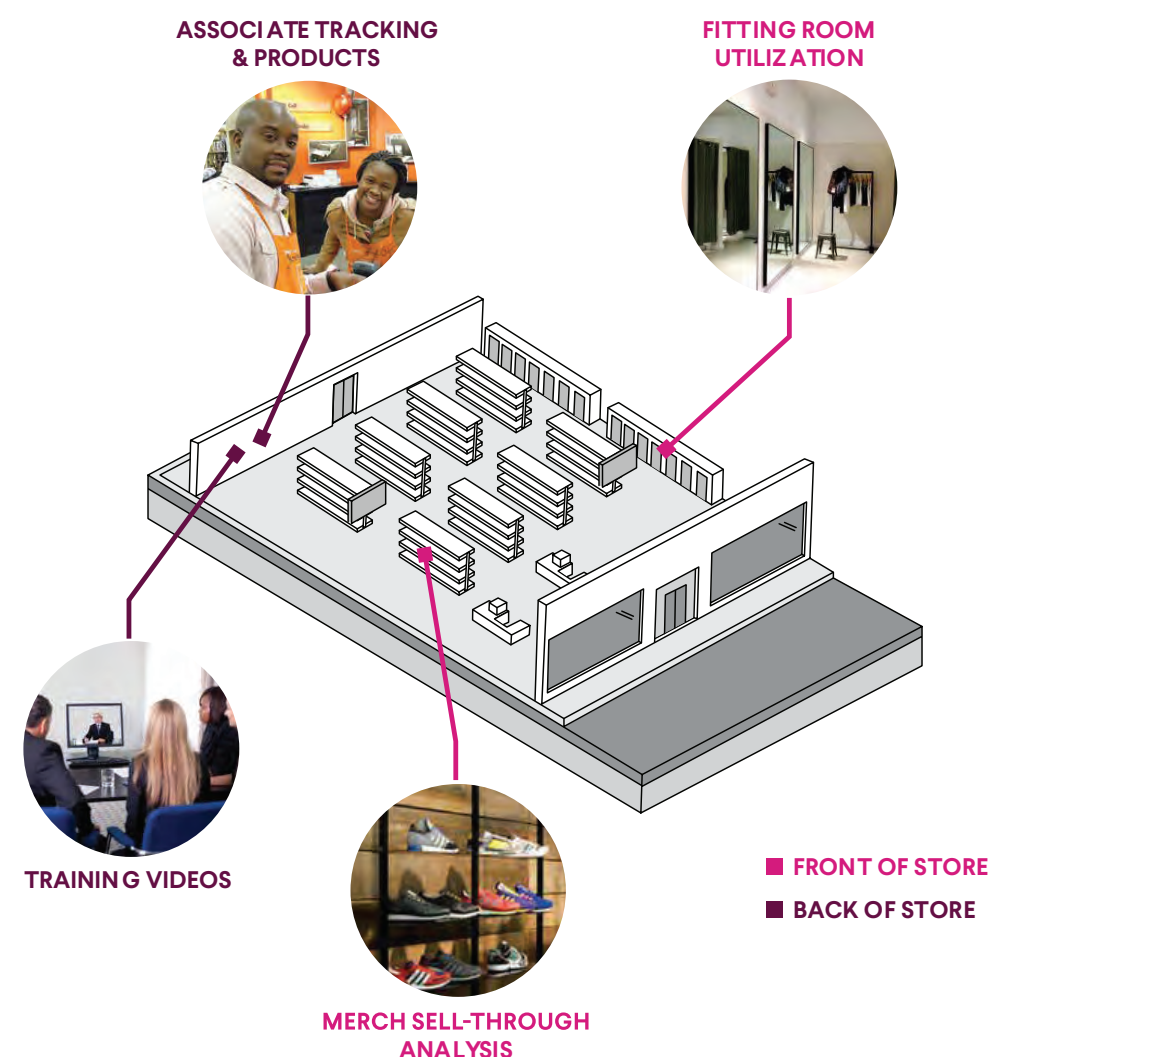 ASSOCIATE TRACKING
& PRODUCTS
FITTING ROOM
UTILIZATION
TRAINING VIDEOS
FRONT OF STORE
BACK OF STORE
MERCH SELL-THROUGH
ANALYSIS